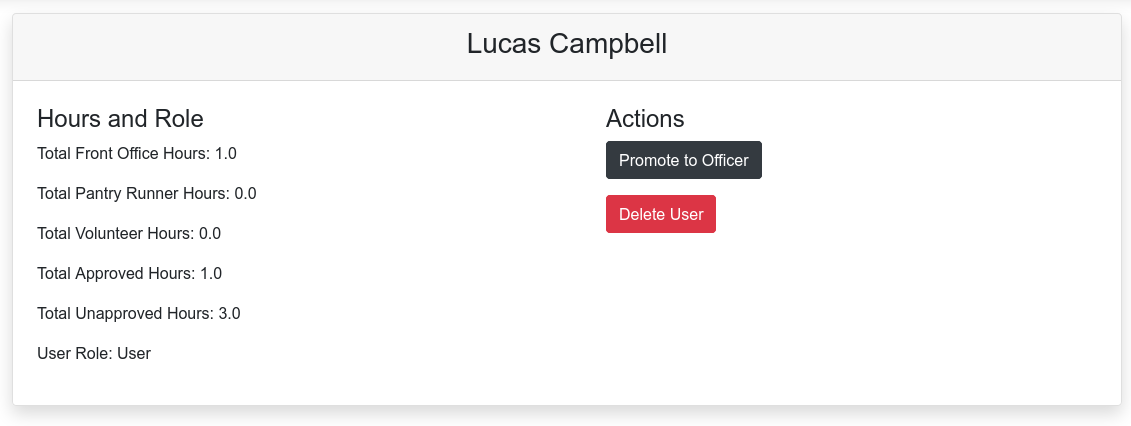 Lucas Campbell
Hours and Role
Total Front Office Hours: 1.0
Total Pantry Runner Hours: 0.0
Total Volunteer Hours: 0.0
Total Approved Hours: 1.0
Total Unapproved Hours: 3.0
User Role: User
Actions
Promote to Officer
Delete User